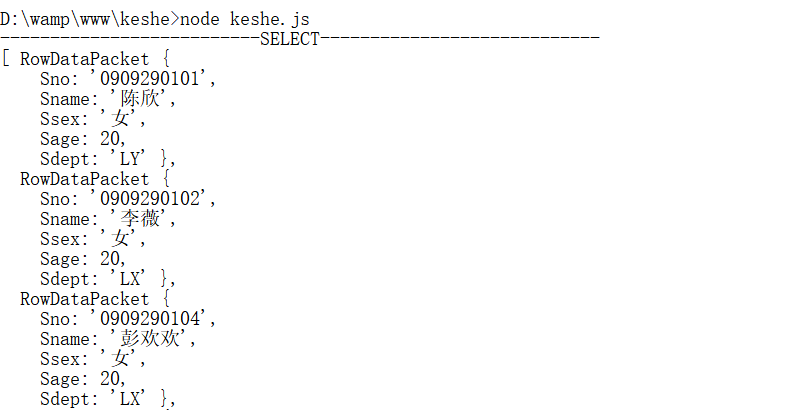 D:\wamp\www\keshe>node keshe.js
--------------------------SELECT----------------------------
[ RowDataPacket {
    Sno: '0909290101',
    Sname: '陈欣',
    Ssex: '女',
    Sage: 20,
    Sdept: 'LY' },
  RowDataPacket {
    Sno: '0909290102',
    Sname: '李薇',
    Ssex: '女',
    Sage: 20,
    Sdept: 'LX' },
  RowDataPacket {
    Sno: '0909290104',
    Sname: '彭欢欢',
    Ssex: '女',
    Sage: 20,
    Sdept: 'LX' },